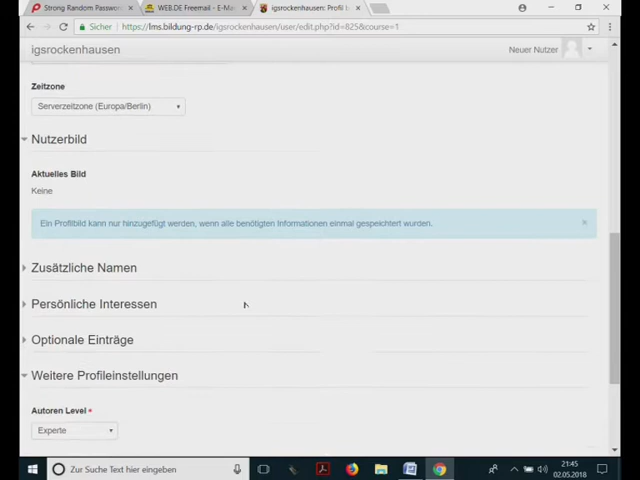 Strong Random Passwo
WEB.DE Freemail - E-Ma
igsrockenhausen: Profil b
Sicher
https://lms.bildung-rp.de/igsrockenhausen/user/edit.php?id=825&course=1
igsrockenhausen
Neuer Nutzer
Zeitzone
Serverzeitzone (Europa/Berlin)
Nutzerbild
Aktuelles Bild
Keine
Ein Profilbild kann nur hinzugefügt werden, wenn alle benötigten Informationen einmal gespeichert wurden.
Zusätzliche Namen
Persönliche Interessen
Optionale Einträge
Weitere Profileinstellungen
Autoren Level
Experte
Zur Suche Text hier eingeben
21:45
02.05.2018